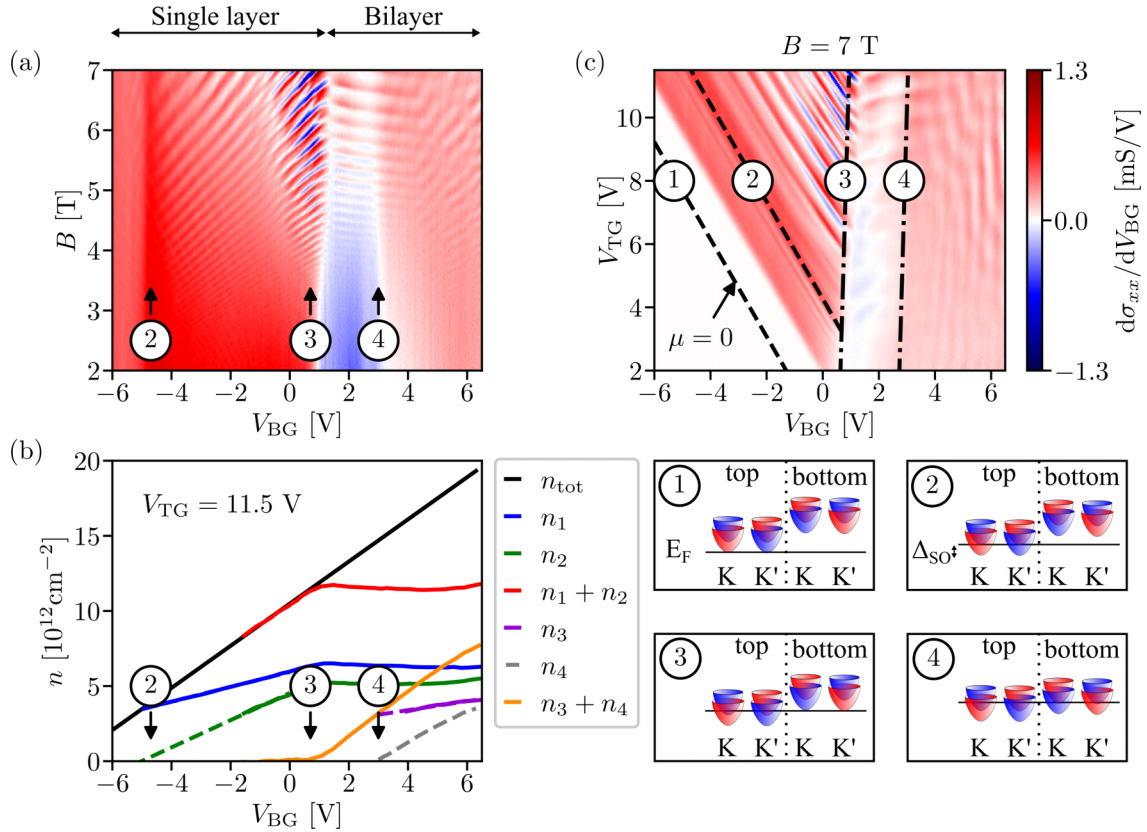 Single layer
Bilayer
(a)
7
6
5
4
3
2
B [T]
2
3
4
−6
−4
−2
0
2
4
6
V_BG [V]
(c)
B = 7 T
10
8
6
4
2
V_TG [V]
1
2
3
4
μ = 0
−6
−4
−2
0
2
4
6
V_BG [V]
1.3
0.0
−1.3
dσ_xx/dV_BG [mS/V]
(b)
20
15
10
5
0
n [10^12 cm^−2]
V_TG = 11.5 V
2
3
4
−6
−4
−2
0
2
4
6
V_BG [V]
n_tot
n_1
n_2
n_1 + n_2
n_3
n_4
n_3 + n_4
1
top
bottom
E_F
K
K'
K
K'
2
top
bottom
Δ_SO
K
K'
K
K'
3
top
bottom
K
K'
K
K'
4
top
bottom
K
K'
K
K'